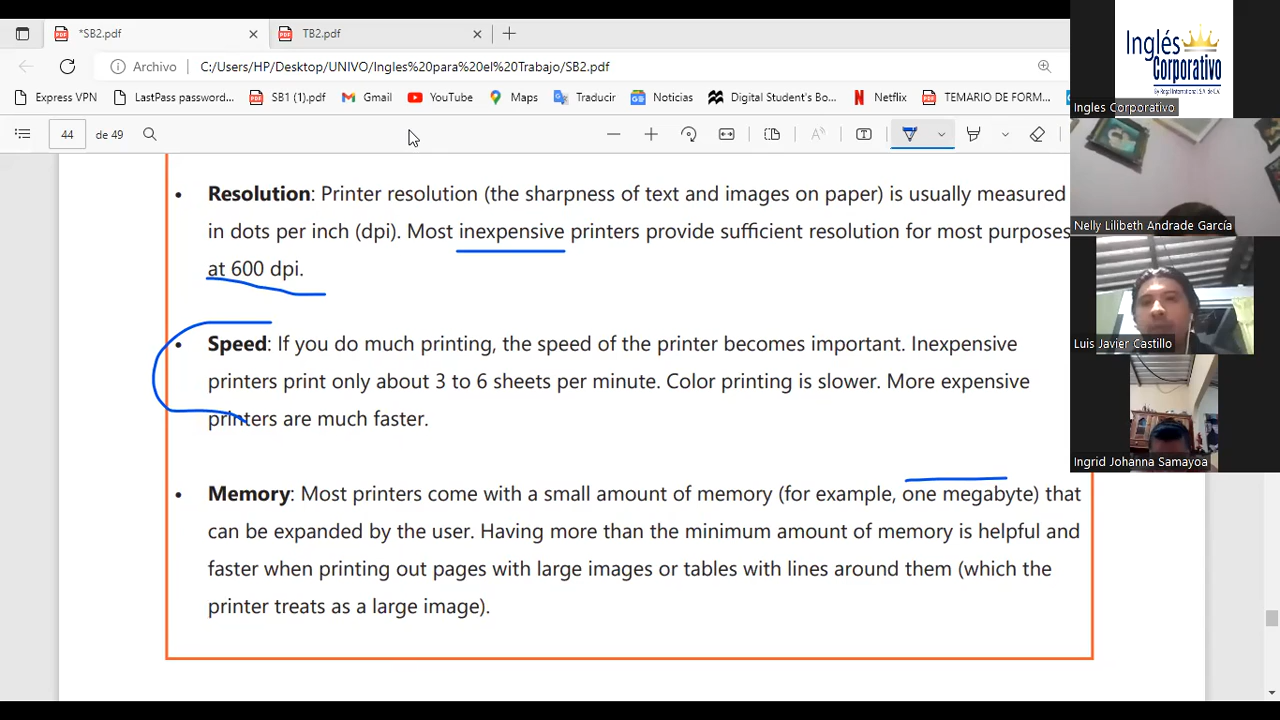 *SB2.pdf
TB2.pdf
Archivo
C:/Users/HP/Desktop/UNIVO/Ingles%20para%20el%20Trabajo/SB2.pdf
Express VPN
LastPass password...
SB1 (1).pdf
Gmail
YouTube
Maps
Traducir
Noticias
Digital Student's Bo...
Netflix
TEMARIO DE FORM...
44
de 49
• Resolution: Printer resolution (the sharpness of text and images on paper) is usually measured
in dots per inch (dpi). Most inexpensive printers provide sufficient resolution for most purposes
at 600 dpi.
• Speed: If you do much printing, the speed of the printer becomes important. Inexpensive
printers print only about 3 to 6 sheets per minute. Color printing is slower. More expensive
printers are much faster.
• Memory: Most printers come with a small amount of memory (for example, one megabyte) that
can be expanded by the user. Having more than the minimum amount of memory is helpful and
faster when printing out pages with large images or tables with lines around them (which the
printer treats as a large image).
Inglés
Corporativo
Ingles Corporativo
Nelly Lilibeth Andrade García
Luis Javier Castillo
Ingrid Johanna Samayoa